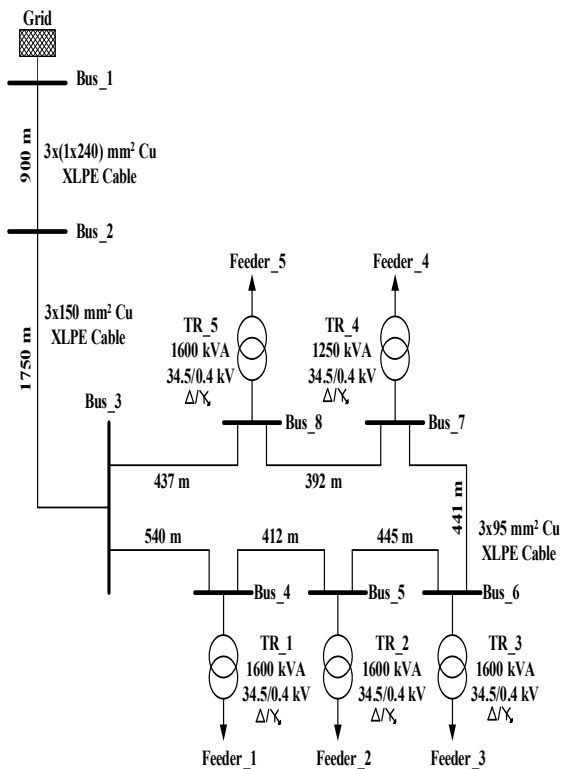 Grid
Bus_1
900 m
3x(1x240) mm² Cu
XLPE Cable
Bus_2
1750 m
3x150 mm² Cu
XLPE Cable
Bus_3
Feeder_5
TR_5
1600 kVA
34.5/0.4 kV
Δ/Y
Bus_8
Feeder_4
TR_4
1250 kVA
34.5/0.4 kV
Δ/Y
Bus_7
437 m
392 m
441 m
3x95 mm² Cu
XLPE Cable
540 m
412 m
445 m
Bus_4
Bus_5
Bus_6
TR_1
1600 kVA
34.5/0.4 kV
Δ/Y
Feeder_1
TR_2
1600 kVA
34.5/0.4 kV
Δ/Y
Feeder_2
TR_3
1600 kVA
34.5/0.4 kV
Δ/Y
Feeder_3